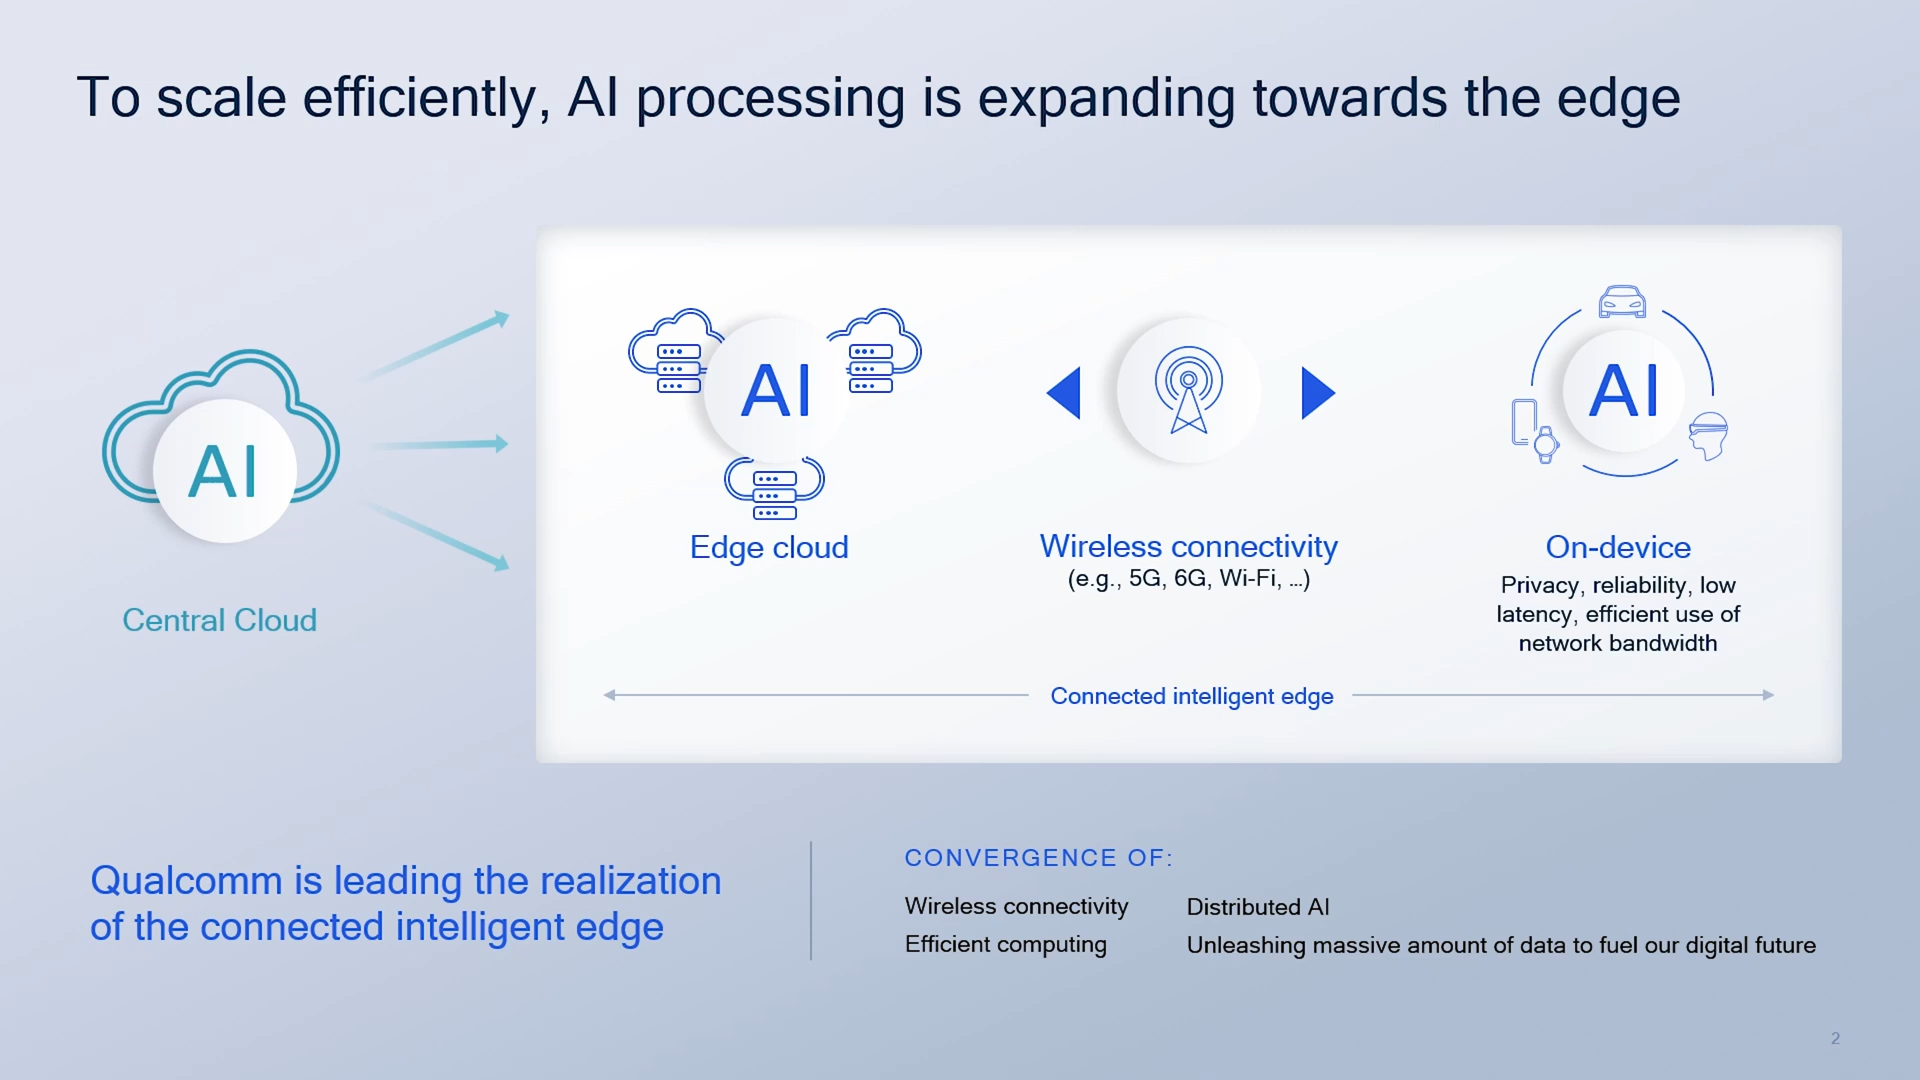 To scale efficiently, AI processing is expanding towards the edge
AI
Central Cloud
AI
Edge cloud
Wireless connectivity
(e.g., 5G, 6G, Wi-Fi, ...)
AI
On-device
Privacy, reliability, low
latency, efficient use of
network bandwidth
Connected intelligent edge
Qualcomm is leading the realization
of the connected intelligent edge
CONVERGENCE OF:
Wireless connectivity
Efficient computing
Distributed AI
Unleashing massive amount of data to fuel our digital future
2